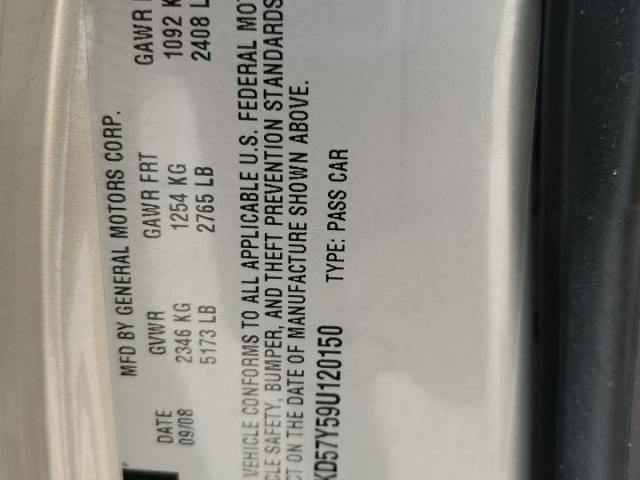 MFD BY GENERAL MOTORS CORP.
DATE GVWR GAWR FRT GAWR
09/08 2346 KG 1254 KG 1092 K
5173 LB 2765 LB 2408 L
VEHICLE CONFORMS TO ALL APPLICABLE U.S. FEDERAL MOT
CLE SAFETY, BUMPER, AND THEFT PREVENTION STANDARDS
CT ON THE DATE OF MANUFACTURE SHOWN ABOVE.
KD57Y59U120150 TYPE: PASS CAR